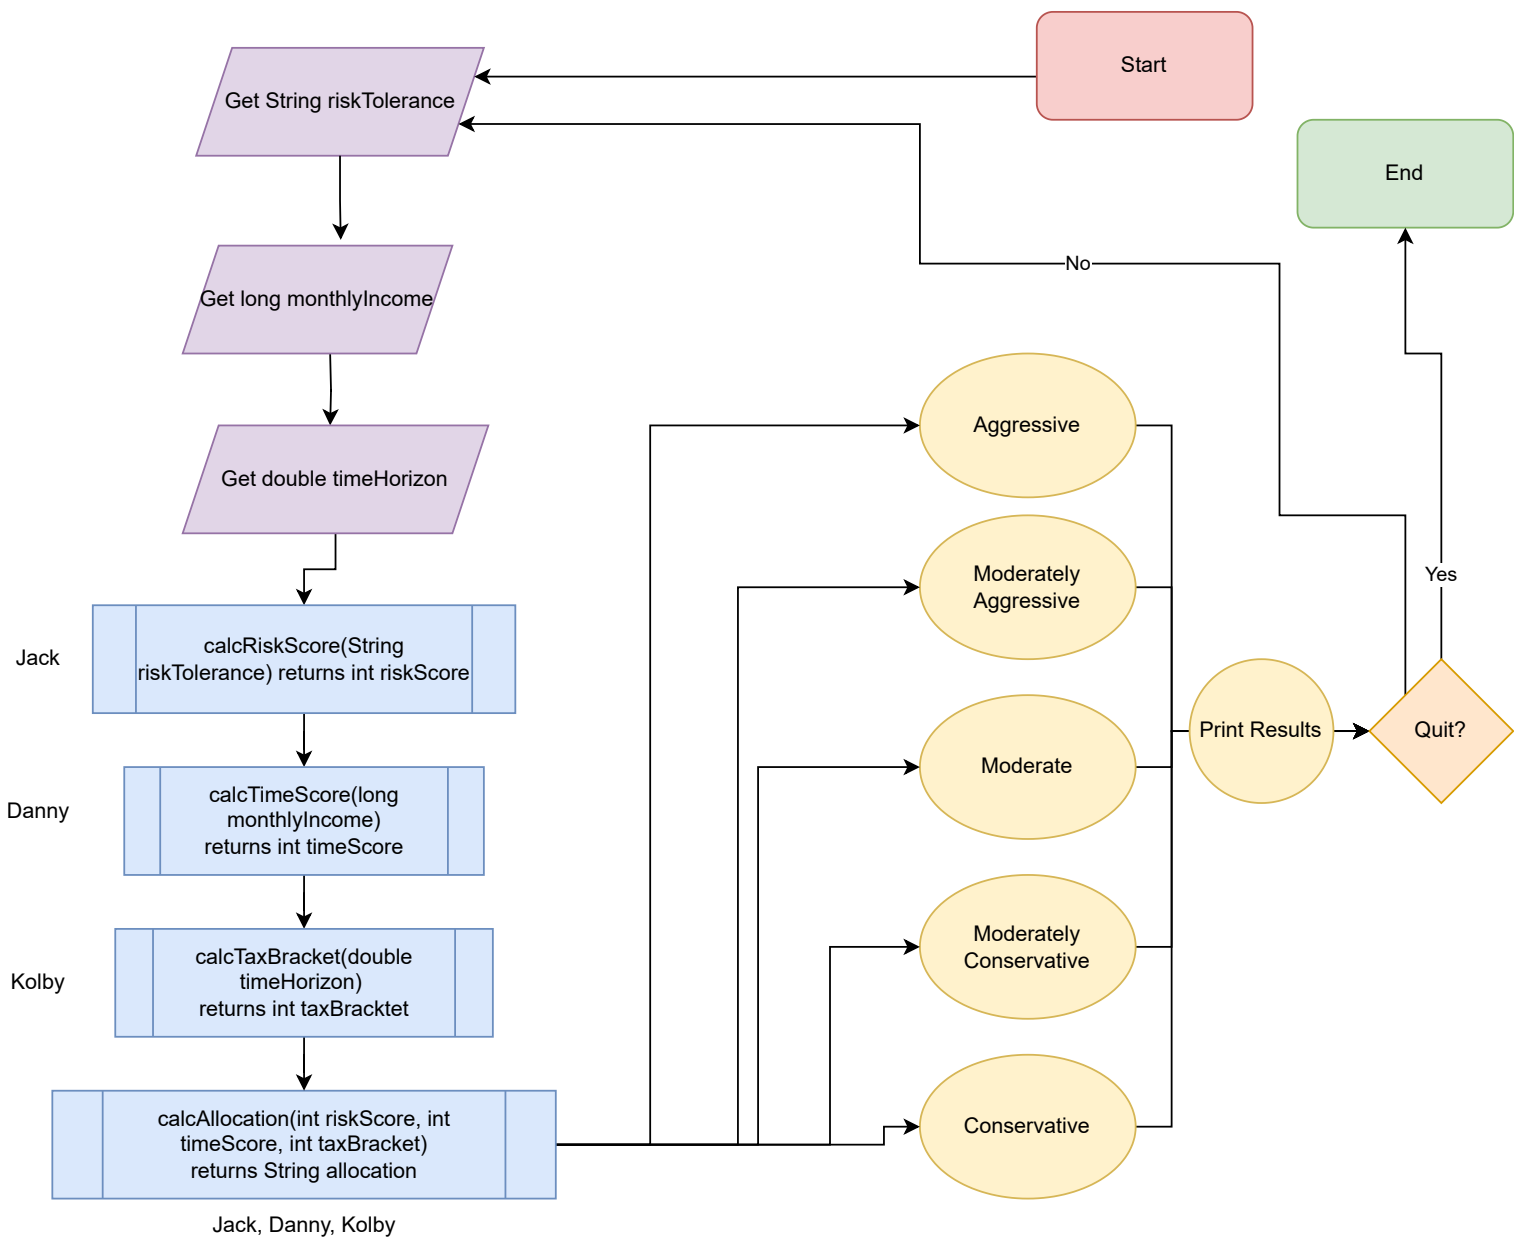 Start
Get String riskTolerance
End
No
Get long monthlyIncome
Aggressive
Get double timeHorizon
Moderately
Aggressive
Yes
Jack
calcRiskScore(String
riskTolerance) returns int riskScore
Print Results
Quit?
Moderate
Danny
calcTimeScore(long
monthlyIncome)
returns int timeScore
Kolby
calcTaxBracket(double
timeHorizon)
returns int taxBracktet
Moderately
Conservative
calcAllocation(int riskScore, int
timeScore, int taxBracket)
returns String allocation
Conservative
Jack, Danny, Kolby